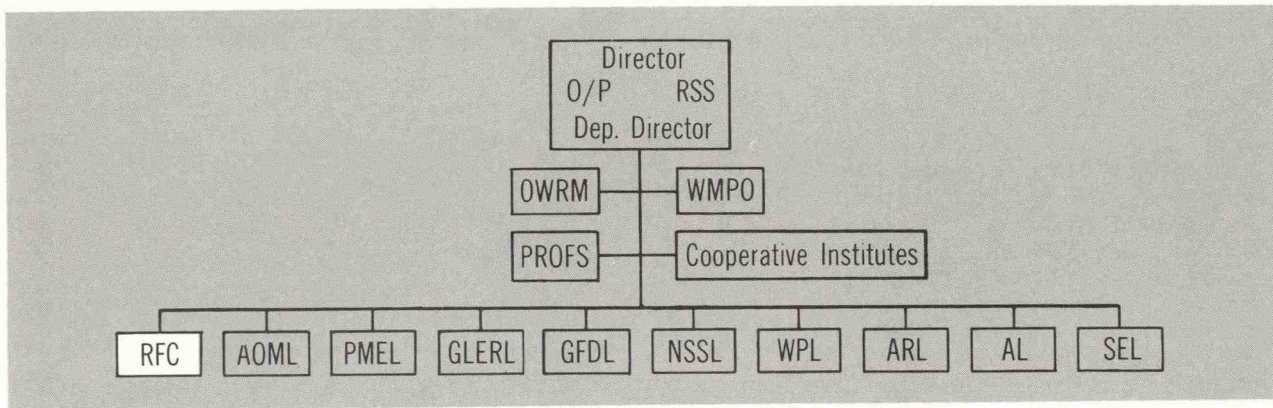 Director
O/P RSS
Dep. Director
OWRM WMPO
PROFS Cooperative Institutes
RFC AOML PMEL GLERL GFDL NSSL WPL ARL AL SEL